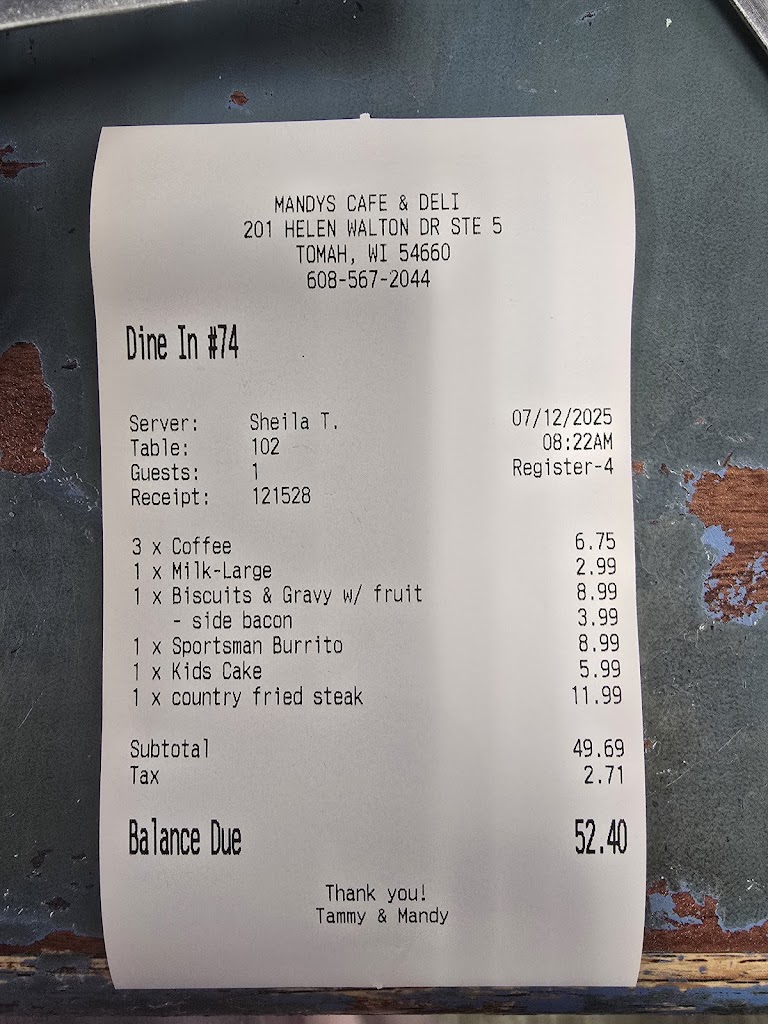 MANDYS CAFE & DELI
201 HELEN WALTON DR STE 5
TOMAH, WI 54660
608-567-2044
Dine In #74
Server: Sheila T. 07/12/2025
Table: 102 08:22AM
Guests: 1 Register-4
Receipt: 121528
3 x Coffee 6.75
1 x Milk-Large 2.99
1 x Biscuits & Gravy w/ fruit 8.99
- side bacon 3.99
1 x Sportsman Burrito 8.99
1 x Kids Cake 5.99
1 x country fried steak 11.99
Subtotal 49.69
Tax 2.71
Balance Due 52.40
Thank you!
Tammy & Mandy